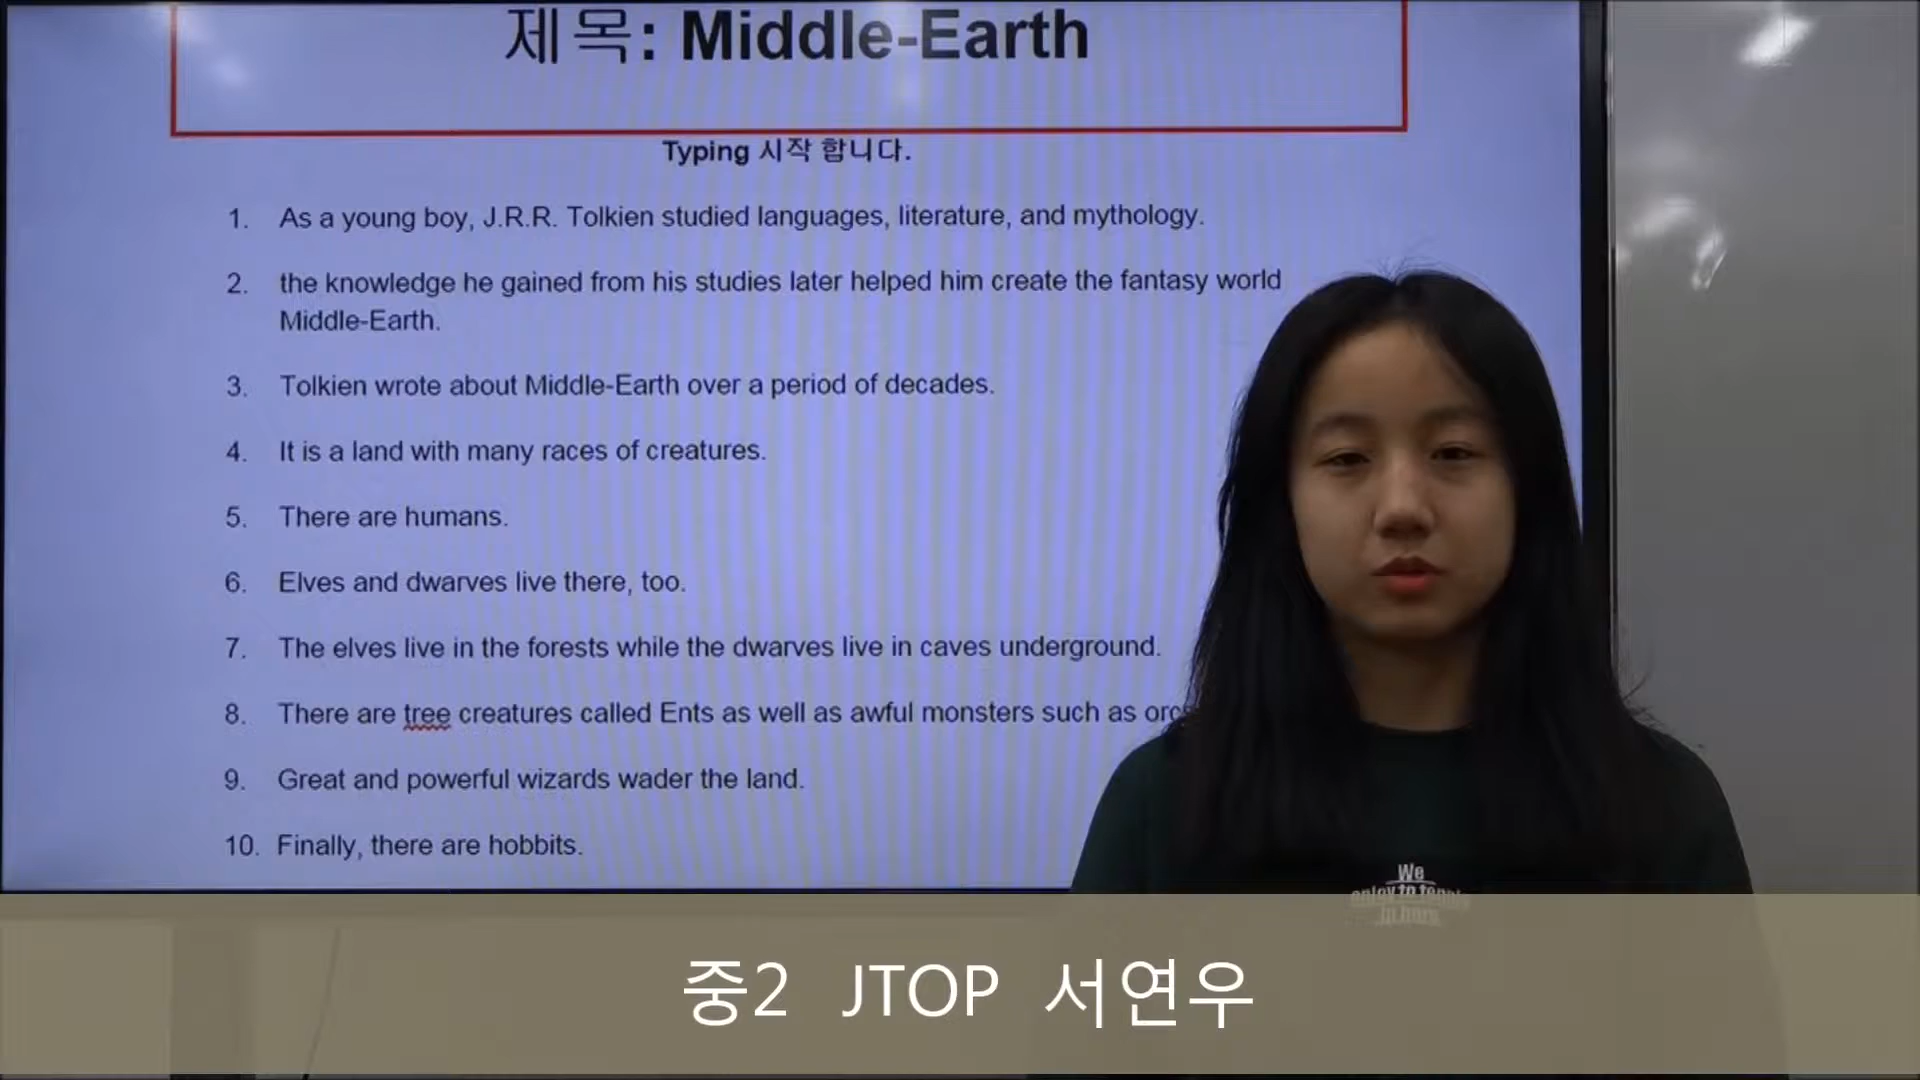 제목: Middle-Earth
Typing 시작 합니다.
1. As a young boy, J.R.R. Tolkien studied languages, literature, and mythology.
2. the knowledge he gained from his studies later helped him create the fantasy world
Middle-Earth.
3. Tolkien wrote about Middle-Earth over a period of decades.
4. It is a land with many races of creatures.
5. There are humans.
6. Elves and dwarves live there, too.
7. The elves live in the forests while the dwarves live in caves underground.
8. There are tree creatures called Ents as well as awful monsters such as orcs
9. Great and powerful wizards wader the land.
10. Finally, there are hobbits.
We
중2 JTOP 서연우